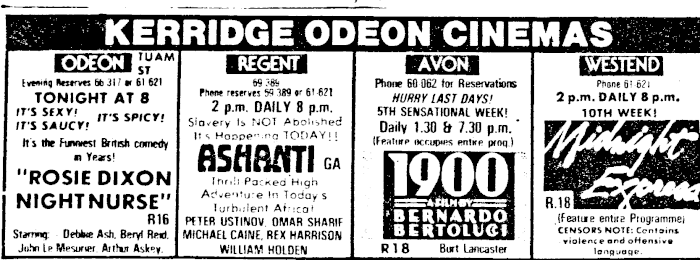 KERRIDGE ODEON CINEMAS
ODEON TUAM ST
Evening Reserves 66 317 or 61 621
TONIGHT AT 8
IT'S SEXY! IT'S SPICY!
IT'S SAUCY!
It's the Funniest British comedy
in Years!
"ROSIE DIXON
NIGHTNURSE"
R16
Starring: Debbie Ash, Beryl Reid,
John Le Mesurier, Arthur Askey.
REGENT
69 389
Phone reserves 69 389 or 61-621
2 p.m. DAILY 8 p.m.
Slavery Is NOT Abolished
It's Happening TODAY!!
ASHANTI GA
Thrill Packed High
Adventure In Today's
Turbulent Africa!
PETER USTINOV, OMAR SHARIF
MICHAEL CAINE, REX HARRISON
WILLIAM HOLDEN
AVON
Phone 60 062 for Reservations
HURRY LAST DAYS!
5TH SENSATIONAL WEEK!
Daily 1.30 & 7.30 p.m.
(Feature occupies entire prog.)
1900
A FILM BY
BERNARDO
BERTOLUCI
R18 Burt Lancaster
WESTEND
Phone 61-621
2 p.m. DAILY 8 p.m.
10TH WEEK!
Midnight
Express
R.18
(Feature entire Programme)
CENSORS NOTE: Contains
violence and offensive
language.